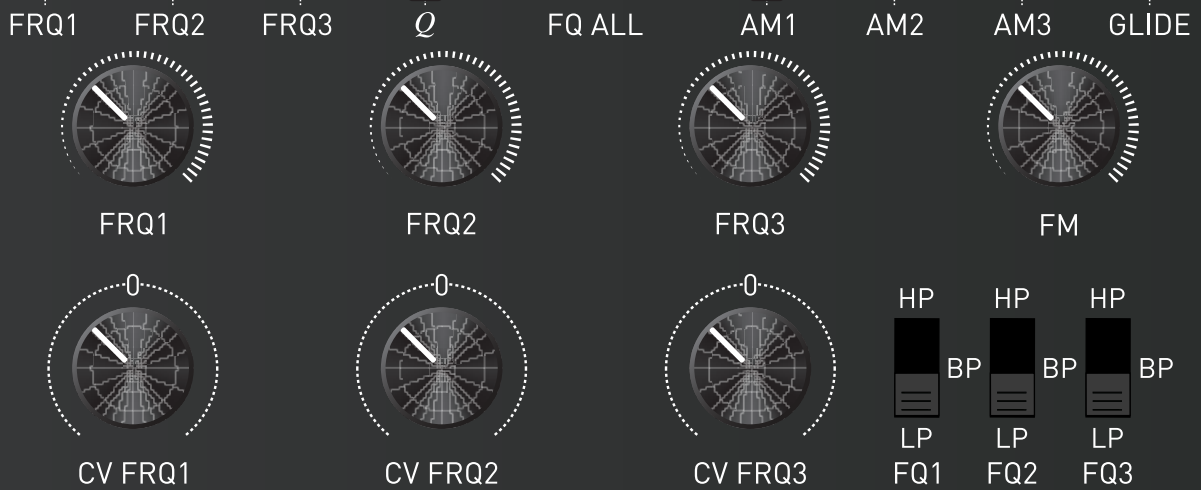 FRQ1 FRQ2 FRQ3 Q FQ ALL AM1 AM2 AM3 GLIDE
FRQ1 FRQ2 FRQ3 FM
0 0 0
HP HP HP
BP BP BP
LP LP LP
CV FRQ1 CV FRQ2 CV FRQ3 FQ1 FQ2 FQ3